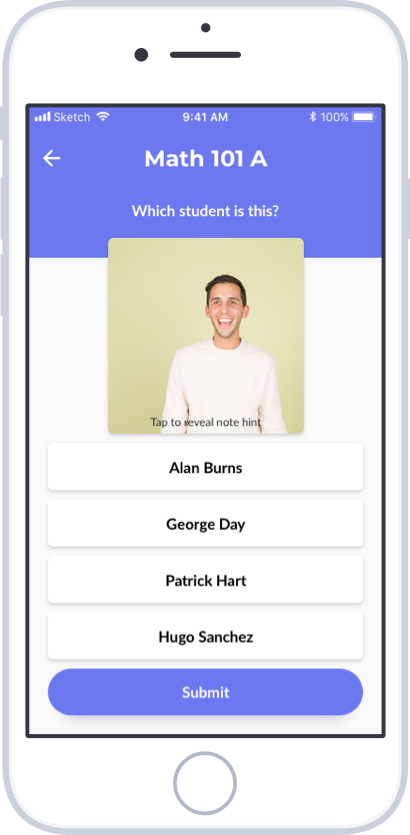 Sketch 9:41 AM 100%
Math 101 A
Which student is this?
Tap to reveal note hint
Alan Burns
George Day
Patrick Hart
Hugo Sanchez
Submit